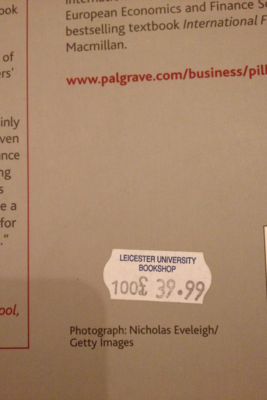 ook
of
ers'
inly
ven
nce
ng
s
e a
for
."
ool,
European Economics and Finance S
bestselling textbook International F
Macmillan.
www.palgrave.com/business/pil
LEICESTER UNIVERSITY
BOOKSHOP
100£ 39.99
Photograph: Nicholas Eveleigh/
Getty Images